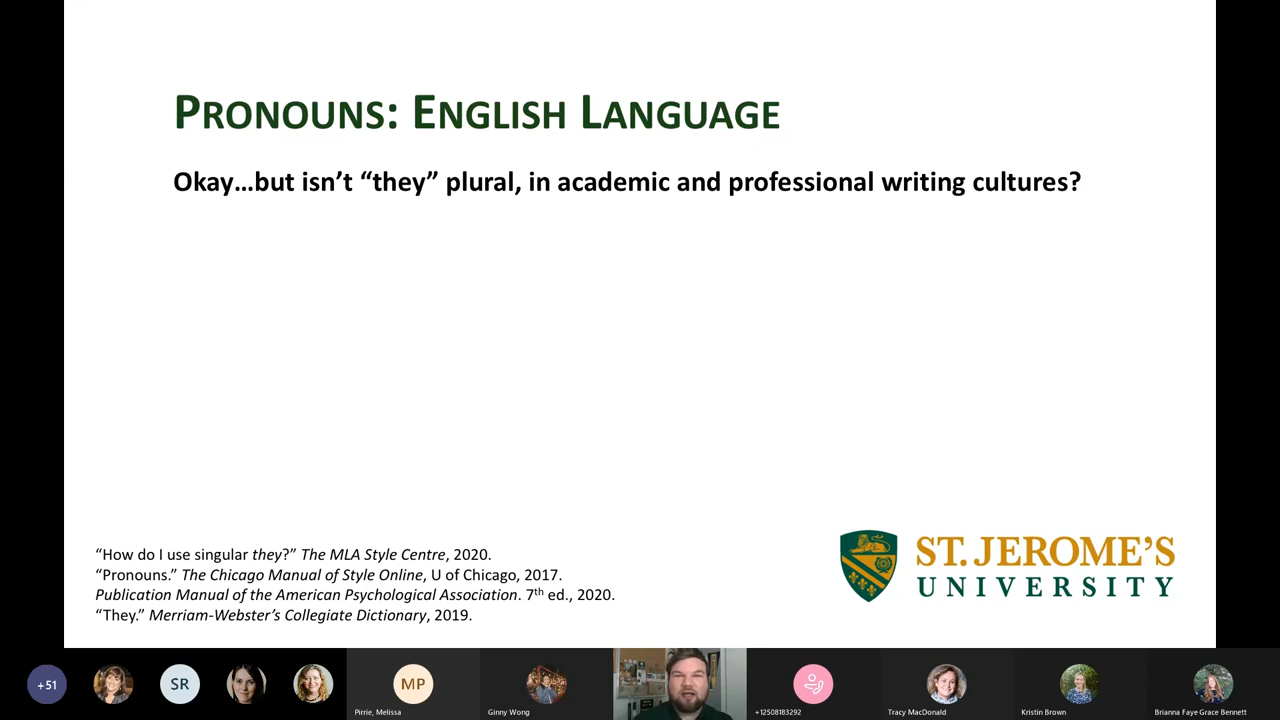 PRONOUNS: ENGLISH LANGUAGE
Okay…but isn’t “they” plural, in academic and professional writing cultures?
“How do I use singular they?” The MLA Style Centre, 2020.
“Pronouns.” The Chicago Manual of Style Online, U of Chicago, 2017.
Publication Manual of the American Psychological Association. 7th ed., 2020.
“They.” Merriam-Webster’s Collegiate Dictionary, 2019.
ST. JEROME’S
UNIVERSITY
+51
SR
MP
Pirrie, Melissa
Ginny Wong
+12508183292
Tracy MacDonald
Kristin Brown
Brianna Faye Grace Bennett